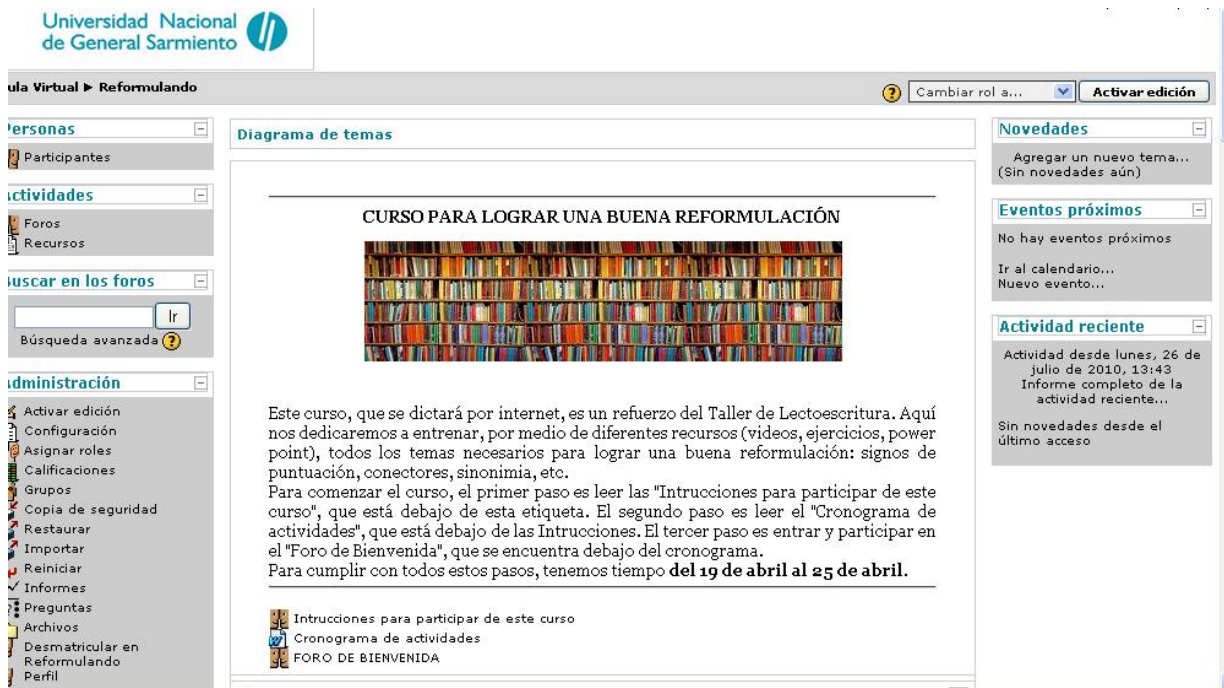 Universidad Nacional
de General Sarmiento
ula Virtual ► Reformulando
Cambiar rol a...
Activar edición
Personas
Participantes
Actividades
Foros
Recursos
Buscar en los foros
Ir
Búsqueda avanzada
Administración
Activar edición
Configuración
Asignar roles
Calificaciones
Grupos
Copia de seguridad
Restaurar
Importar
Reiniciar
Informes
Preguntas
Archivos
Desmatricular en
Reformulando
Perfil
Diagrama de temas
CURSO PARA LOGRAR UNA BUENA REFORMULACIÓN
Este curso, que se dictará por internet, es un refuerzo del Taller de Lectoescritura. Aquí
nos dedicaremos a entrenar, por medio de diferentes recursos (videos, ejercicios, power
point), todos los temas necesarios para lograr una buena reformulación: signos de
puntuación, conectores, sinonimia, etc.
Para comenzar el curso, el primer paso es leer las "Intrucciones para participar de este
curso", que está debajo de esta etiqueta. El segundo paso es leer el "Cronograma de
actividades", que está debajo de las Intrucciones. El tercer paso es entrar y participar en
el "Foro de Bienvenida", que se encuentra debajo del cronograma.
Para cumplir con todos estos pasos, tenemos tiempo del 19 de abril al 25 de abril.
Intrucciones para participar de este curso
Cronograma de actividades
FORO DE BIENVENIDA
Novedades
Agregar un nuevo tema...
(Sin novedades aún)
Eventos próximos
No hay eventos próximos
Ir al calendario...
Nuevo evento...
Actividad reciente
Actividad desde lunes, 26 de
julio de 2010, 13:43
Informe completo de la
actividad reciente...
Sin novedades desde el
último acceso